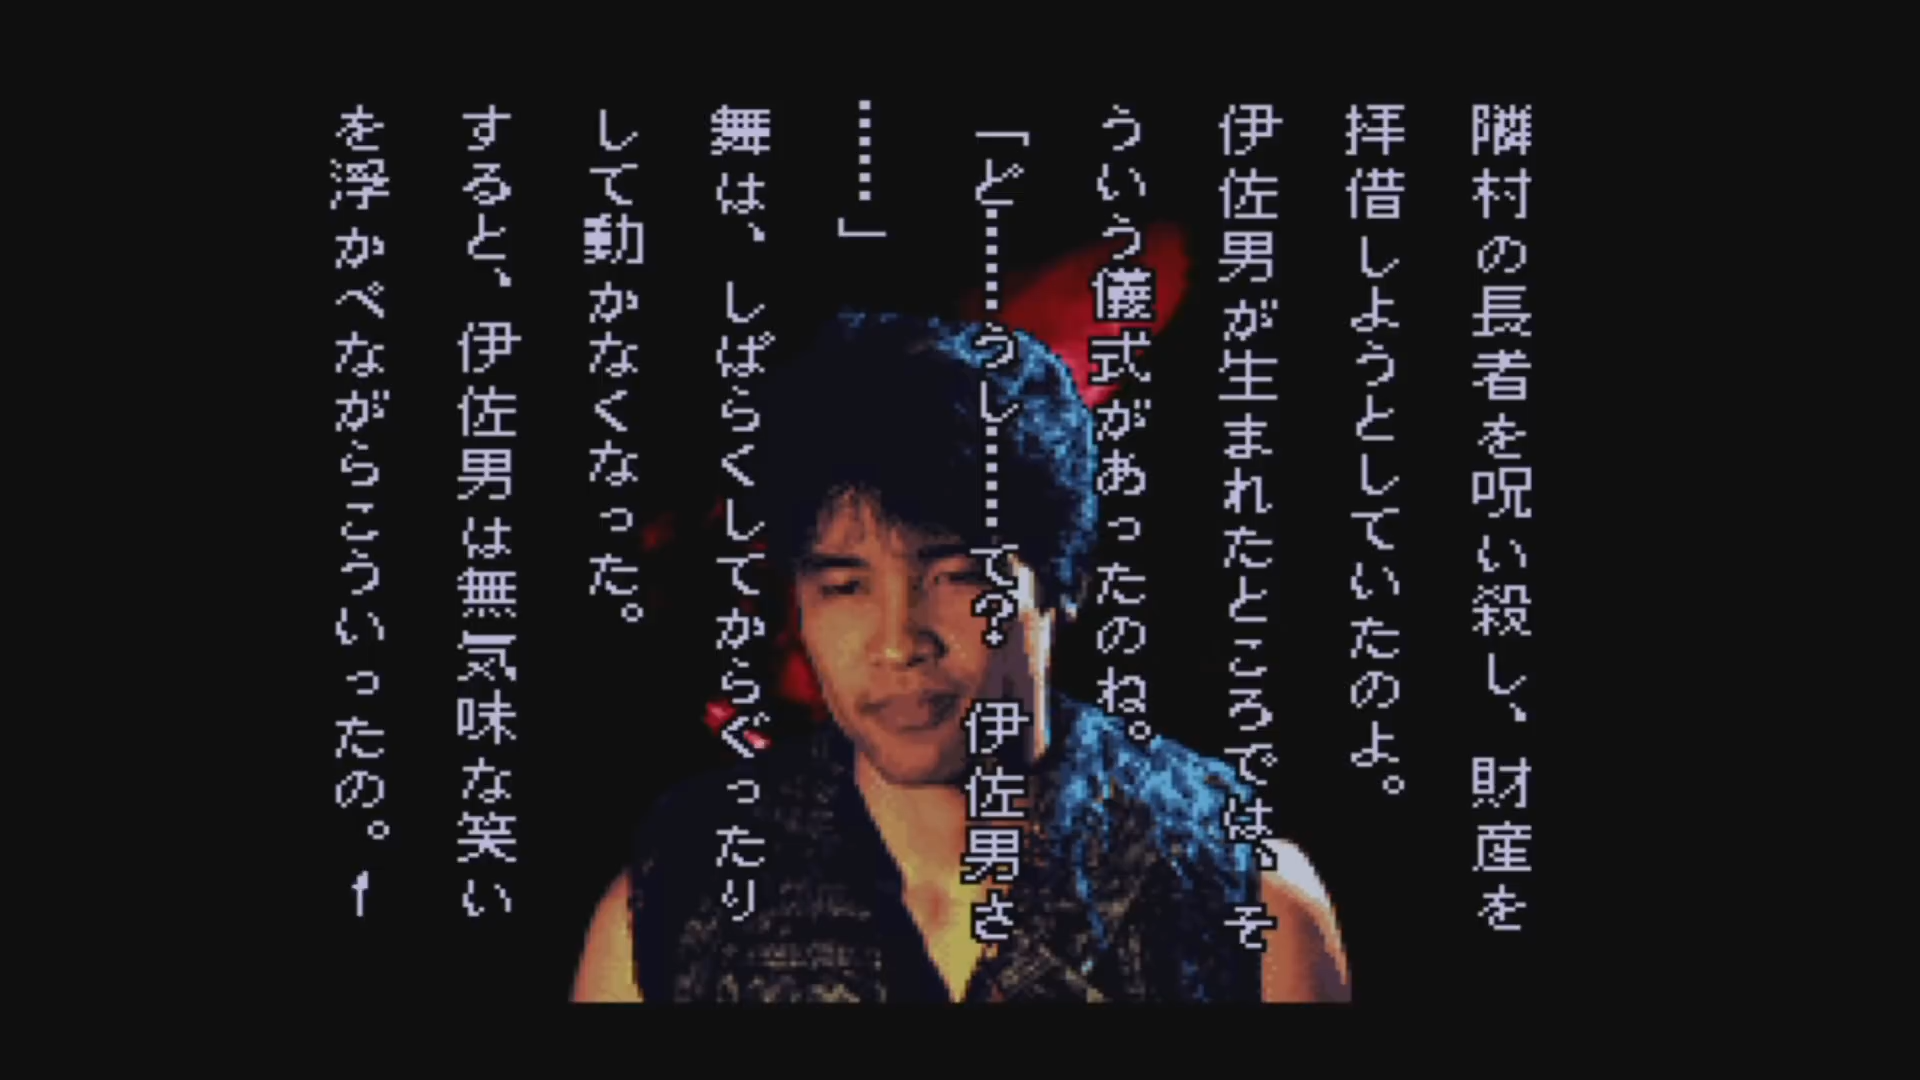 隣村の長者を呪い殺し、財産を
拝借しようとしていたのよ。
伊佐男が生まれたところでは、そ
ういう儀式があったのね。
「ど……うし……て？　伊佐男さ
……」
舞は、しばらくしてからぐったり
して動かなくなった。
すると、伊佐男は無気味な笑い
を浮かべながらこういったの。